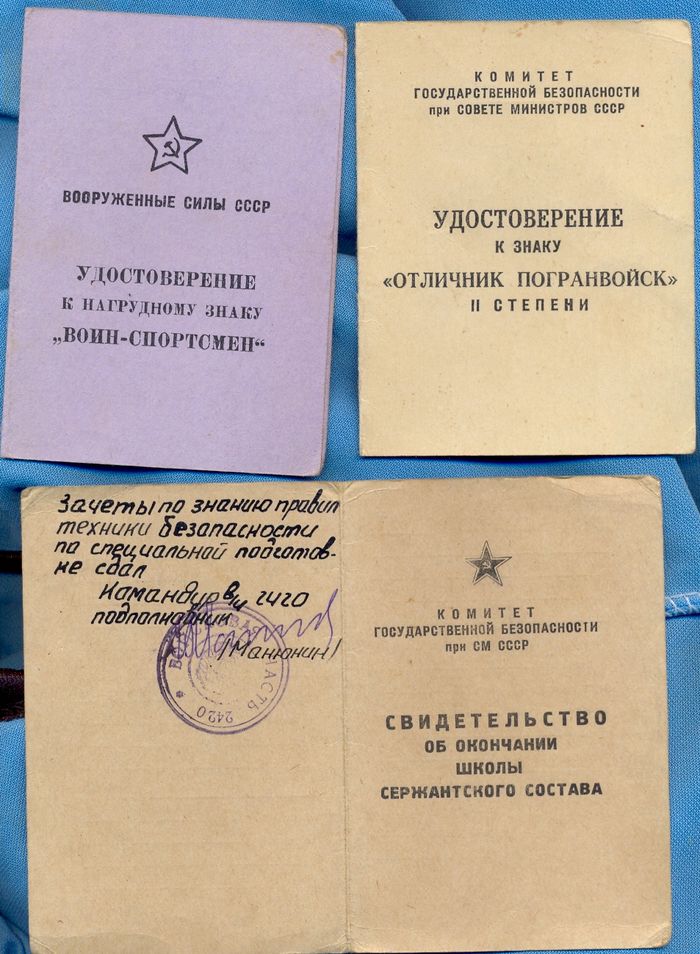 ВООРУЖЕННЫЕ СИЛЫ СССР
УДОСТОВЕРЕНИЕ
К НАГРУДНОМУ ЗНАКУ
„ВОИН-СПОРТСМЕН“
КОМИТЕТ
ГОСУДАРСТВЕННОЙ БЕЗОПАСНОСТИ
при СОВЕТЕ МИНИСТРОВ СССР
УДОСТОВЕРЕНИЕ
К ЗНАКУ
«ОТЛИЧНИК ПОГРАНВОЙСК»
II СТЕПЕНИ
Зачеты по знанию правил
техники безопасности
по специальной подготов-
ке сдал
Командир в/ч 2420
подполковник
/Манюнин/
ЧАСТЬ 2420
КОМИТЕТ
ГОСУДАРСТВЕННОЙ БЕЗОПАСНОСТИ
при СМ СССР
СВИДЕТЕЛЬСТВО
ОБ ОКОНЧАНИИ
ШКОЛЫ
СЕРЖАНТСКОГО СОСТАВА